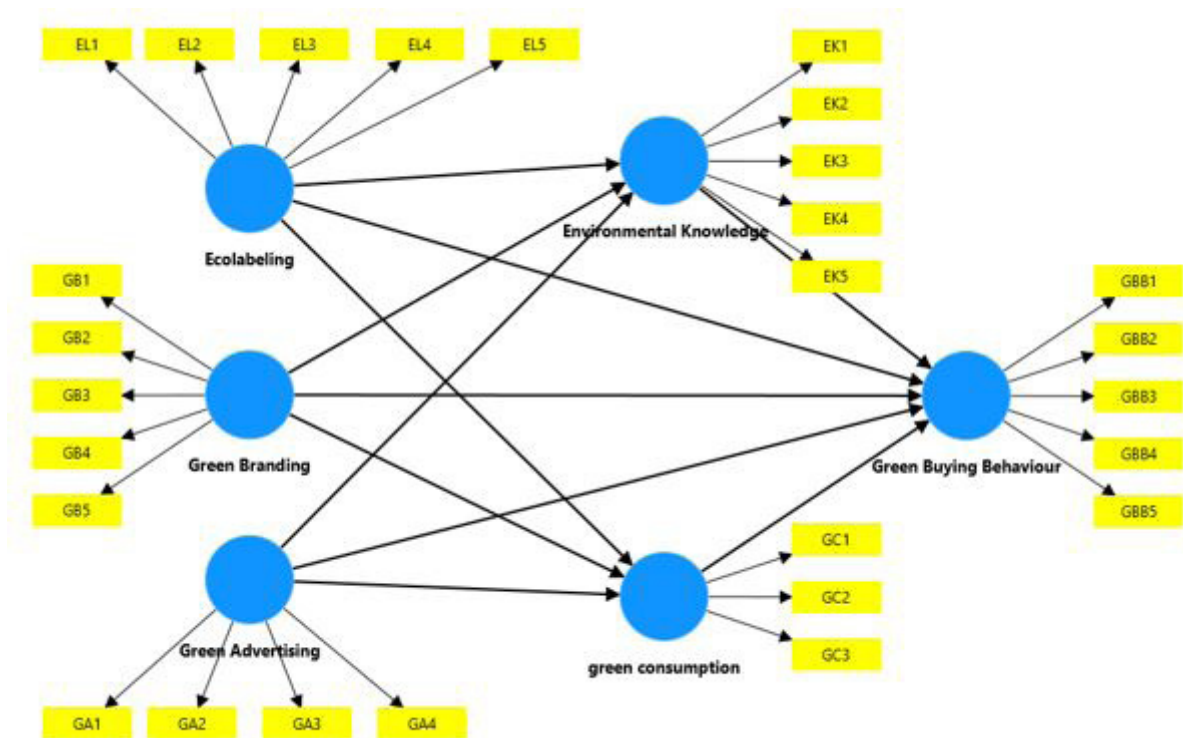 EL1
EL2
EL3
EL4
EL5
EK1
EK2
EK3
EK4
EK5
Ecolabeling
Environmental Knowledge
GB1
GB2
GB3
GB4
GB5
Green Branding
GBB1
GBB2
GBB3
GBB4
GBB5
Green Buying Behaviour
Green Advertising
GC1
GC2
GC3
green consumption
GA1
GA2
GA3
GA4